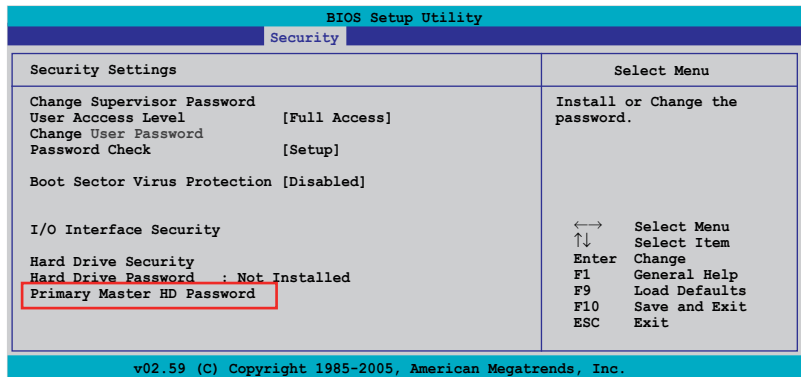 BIOS Setup Utility
Security
Security Settings
Change Supervisor Password
User Acccess Level [Full Access]
Change User Password
Password Check [Setup]
Boot Sector Virus Protection [Disabled]
I/O Interface Security
Hard Drive Security
Hard Drive Password : Not Installed
Primary Master HD Password
Select Menu
Install or Change the
password.
←→ Select Menu
↑↓ Select Item
Enter Change
F1 General Help
F9 Load Defaults
F10 Save and Exit
ESC Exit
v02.59 (C) Copyright 1985-2005, American Megatrends, Inc.